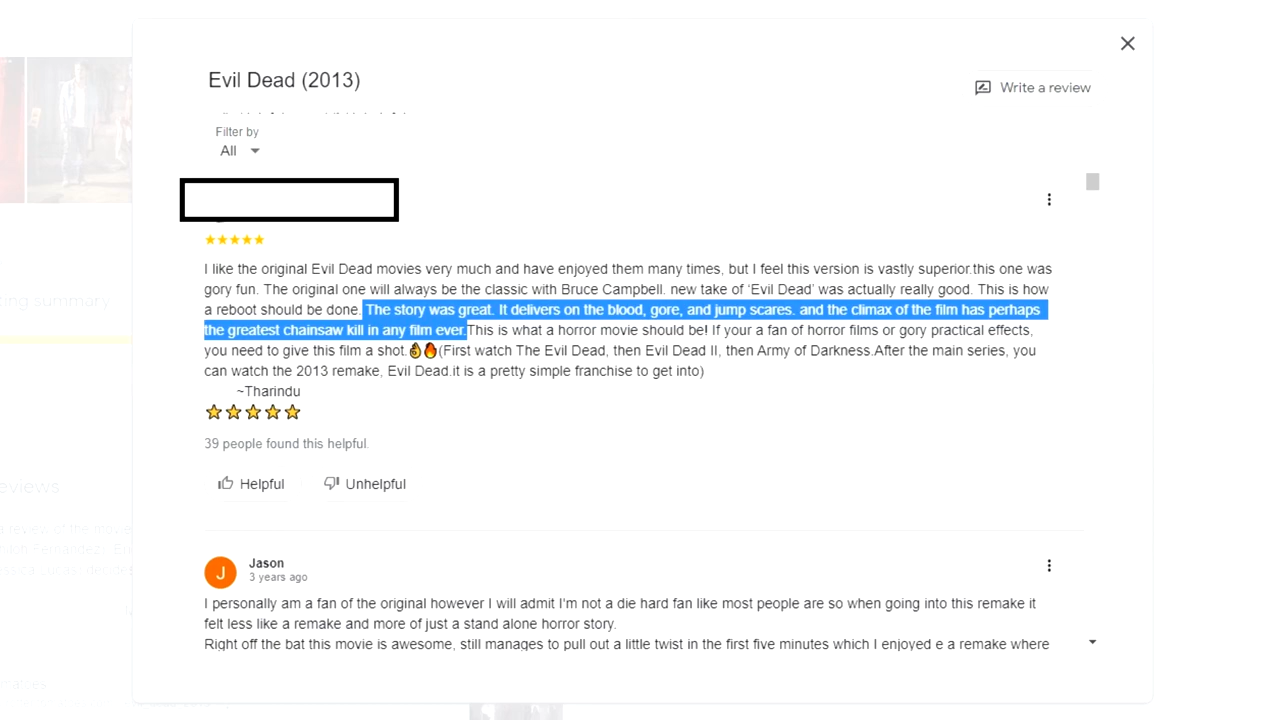 Evil Dead (2013)
Write a review
Filter by
All
I like the original Evil Dead movies very much and have enjoyed them many times, but I feel this version is vastly superior.this one was
gory fun. The original one will always be the classic with Bruce Campbell. new take of ‘Evil Dead’ was actually really good. This is how
a reboot should be done. The story was great. It delivers on the blood, gore, and jump scares. and the climax of the film has perhaps
the greatest chainsaw kill in any film ever.This is what a horror movie should be! If your a fan of horror films or gory practical effects,
you need to give this film a shot.👌🔥(First watch The Evil Dead, then Evil Dead II, then Army of Darkness.After the main series, you
can watch the 2013 remake, Evil Dead.it is a pretty simple franchise to get into)
~Tharindu
39 people found this helpful.
Helpful
Unhelpful
J
Jason
3 years ago
I personally am a fan of the original however I will admit I'm not a die hard fan like most people are so when going into this remake it
felt less like a remake and more of just a stand alone horror story.
Right off the bat this movie is awesome, still manages to pull out a little twist in the first five minutes which I enjoyed e a remake where
ting summary
eviews
a review of the movie